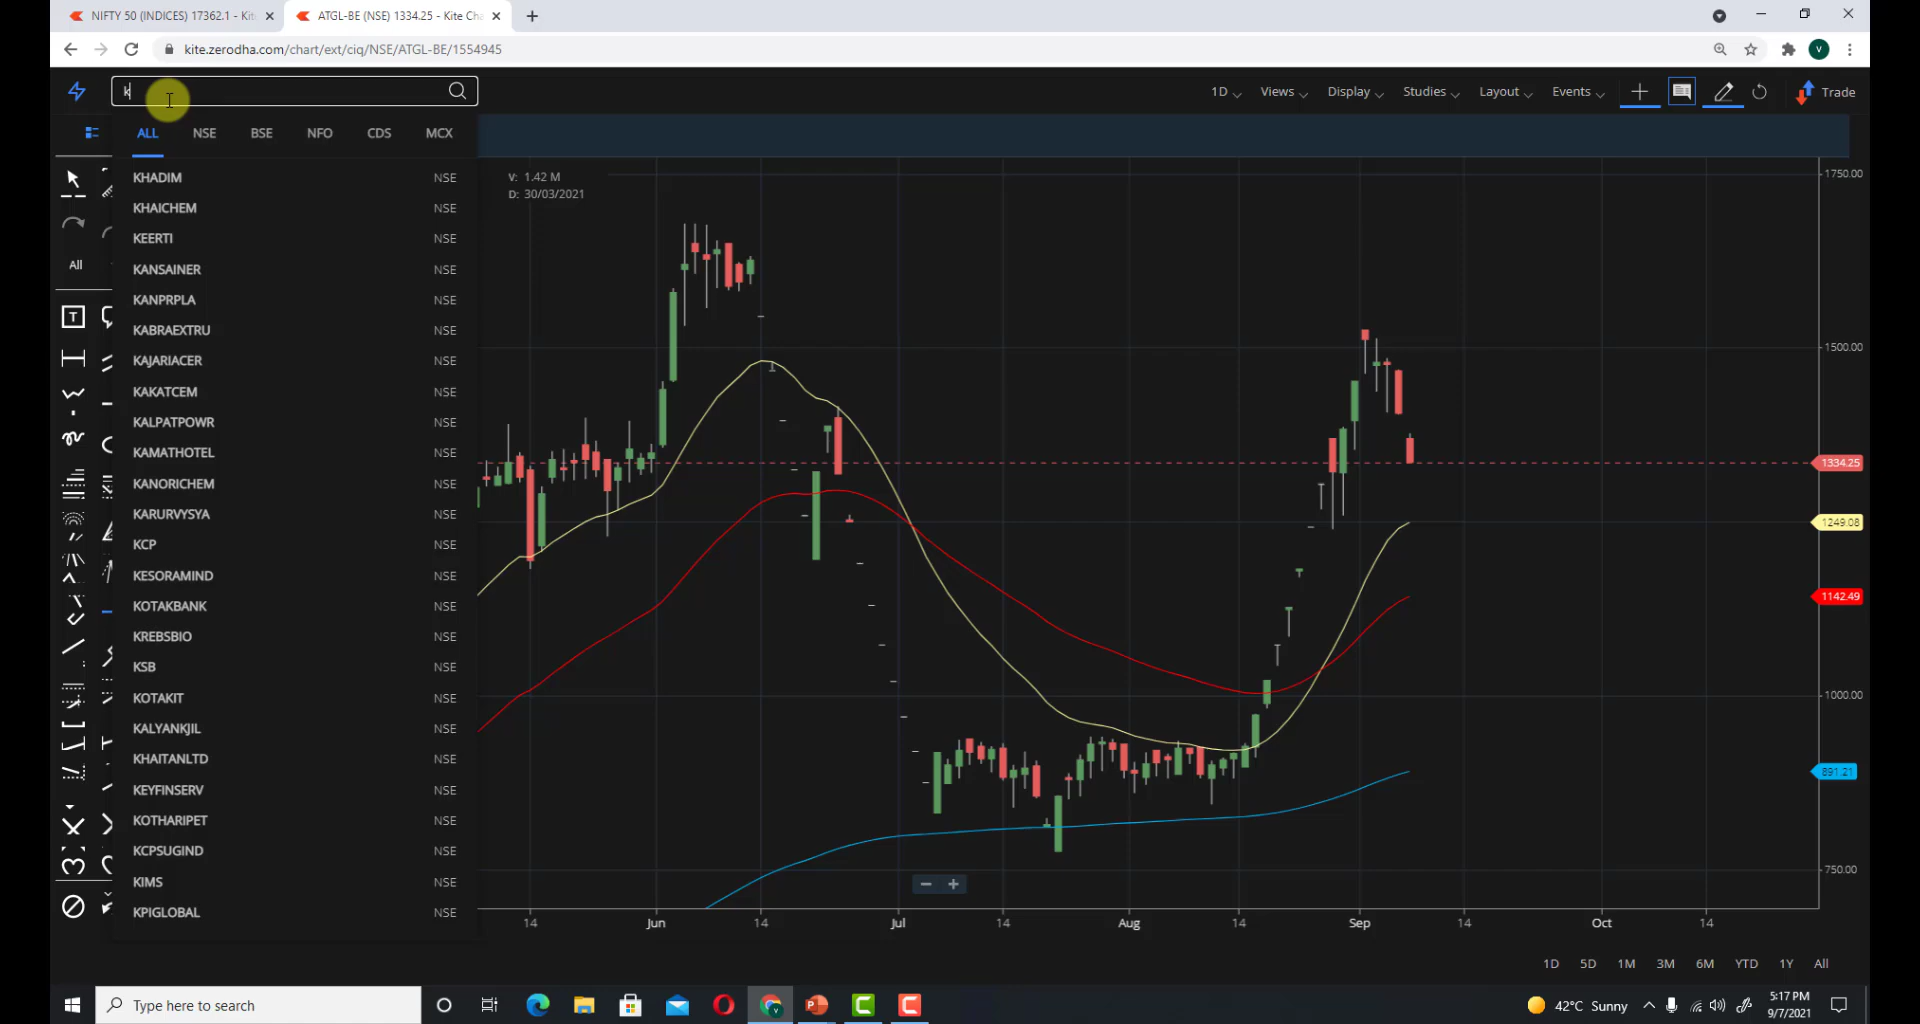 NIFTY 50 (INDICES) 17362.1 - Kit
ATGL-BE (NSE) 1334.25 - Kite Cha
kite.zerodha.com/chart/ext/ciq/NSE/ATGL-BE/1554945
V
k
1D
Views
Display
Studies
Layout
Events
Trade
ALL NSE BSE NFO CDS MCX
KHADIM NSE
KHAICHEM NSE
KEERTI NSE
KANSAINER NSE
KANPRPLA NSE
KABRAEXTRU NSE
KAJARIACER NSE
KAKATCEM NSE
KALPATPOWR NSE
KAMATHOTEL NSE
KANORICHEM NSE
KARURVYSYA NSE
KCP NSE
KESORAMIND NSE
KOTAKBANK NSE
KREBSBIO NSE
KSB NSE
KOTAKIT NSE
KALYANKJIL NSE
KHAITANLTD NSE
KEYFINSERV NSE
KOTHARIPET NSE
KCPSUGIND NSE
KIMS NSE
KPIGLOBAL NSE
All
T
V: 1.42 M
D: 30/03/2021
1750.00
1500.00
1334.25
1249.08
1142.49
1000.00
891.21
750.00
14 Jun 14 Jul 14 Aug 14 Sep 14 Oct 14
1D 5D 1M 3M 6M YTD 1Y All
Type here to search
42°C Sunny
5:17 PM
9/7/2021